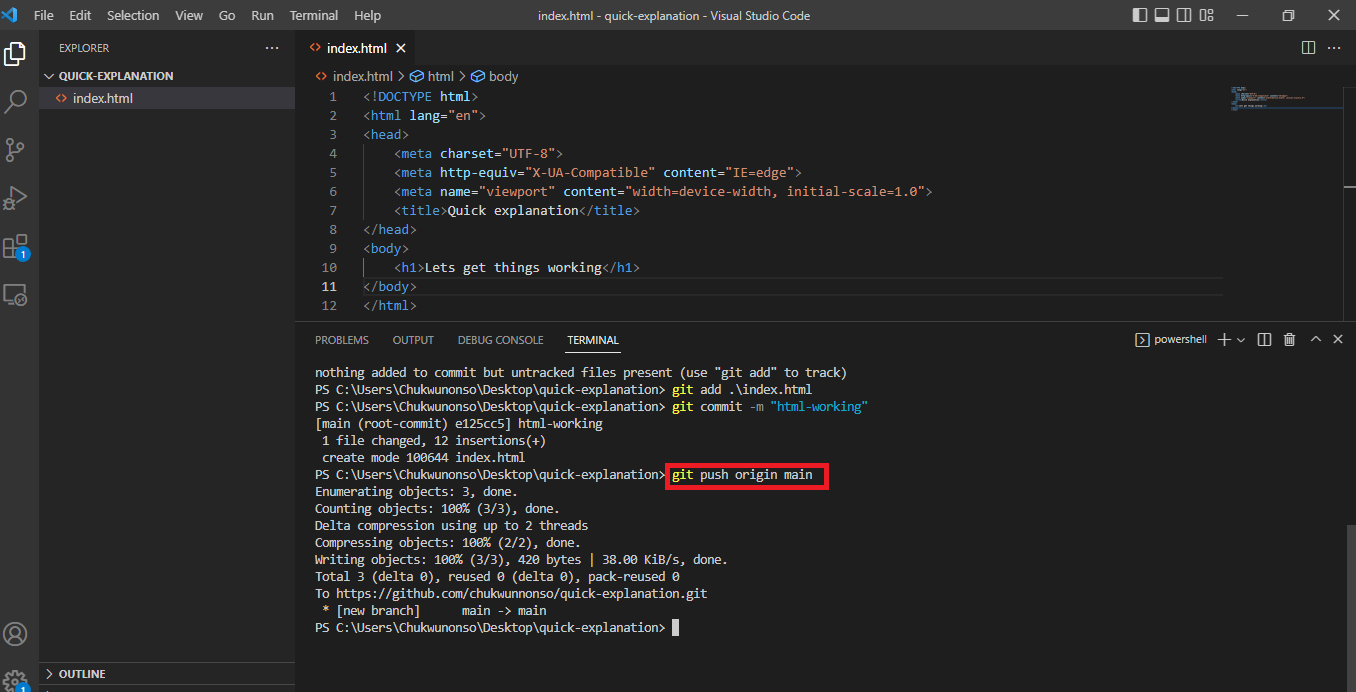 File Edit Selection View Go Run Terminal Help index.html - quick-explanation - Visual Studio Code
EXPLORER
QUICK-EXPLANATION
index.html
1
1
OUTLINE
index.html
index.html > html > body
1 <!DOCTYPE html>
2 <html lang="en">
3 <head>
4 <meta charset="UTF-8">
5 <meta http-equiv="X-UA-Compatible" content="IE=edge">
6 <meta name="viewport" content="width=device-width, initial-scale=1.0">
7 <title>Quick explanation</title>
8 </head>
9 <body>
10 <h1>Lets get things working</h1>
11 </body>
12 </html>
PROBLEMS OUTPUT DEBUG CONSOLE TERMINAL powershell
nothing added to commit but untracked files present (use "git add" to track)
PS C:\Users\Chukwunonso\Desktop\quick-explanation> git add .\index.html
PS C:\Users\Chukwunonso\Desktop\quick-explanation> git commit -m "html-working"
[main (root-commit) e125cc5] html-working
1 file changed, 12 insertions(+)
create mode 100644 index.html
PS C:\Users\Chukwunonso\Desktop\quick-explanation> git push origin main
Enumerating objects: 3, done.
Counting objects: 100% (3/3), done.
Delta compression using up to 2 threads
Compressing objects: 100% (2/2), done.
Writing objects: 100% (3/3), 420 bytes | 38.00 KiB/s, done.
Total 3 (delta 0), reused 0 (delta 0), pack-reused 0
To https://github.com/chukwunnonso/quick-explanation.git
* [new branch] main -> main
PS C:\Users\Chukwunonso\Desktop\quick-explanation>